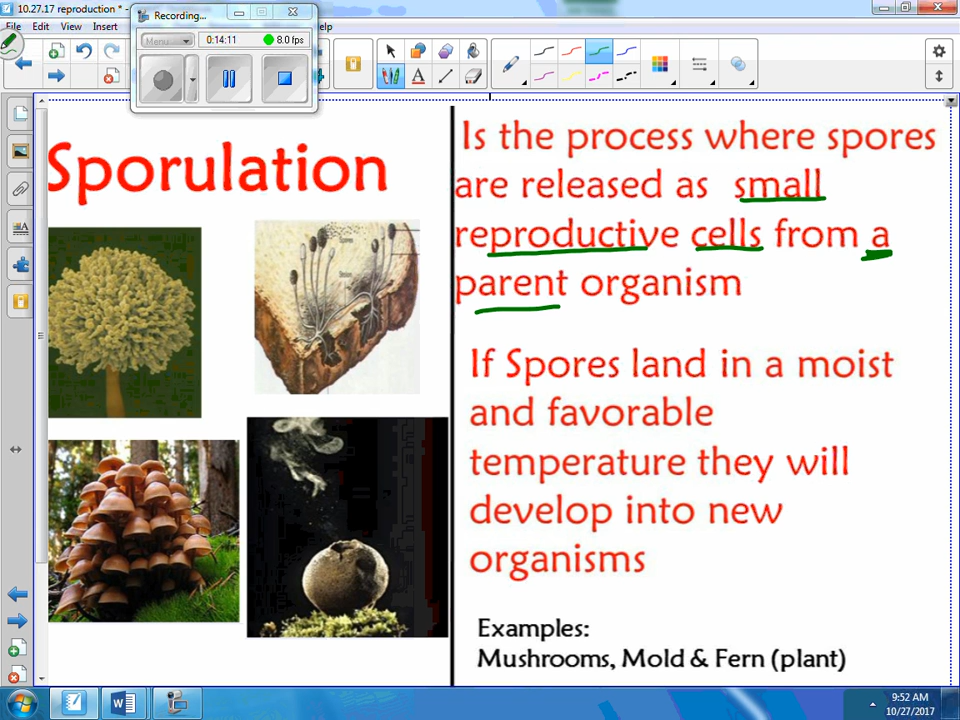 10.27.17 reproduction * -
Recording...
File Edit View Insert
lp
Menu
0:14:11
8.0 fps
A
Sporulation
Is the process where spores
are released as small
reproductive cells from a
parent organism
If Spores land in a moist
and favorable
temperature they will
develop into new
organisms
Examples:
Mushrooms, Mold & Fern (plant)
9:52 AM
10/27/2017